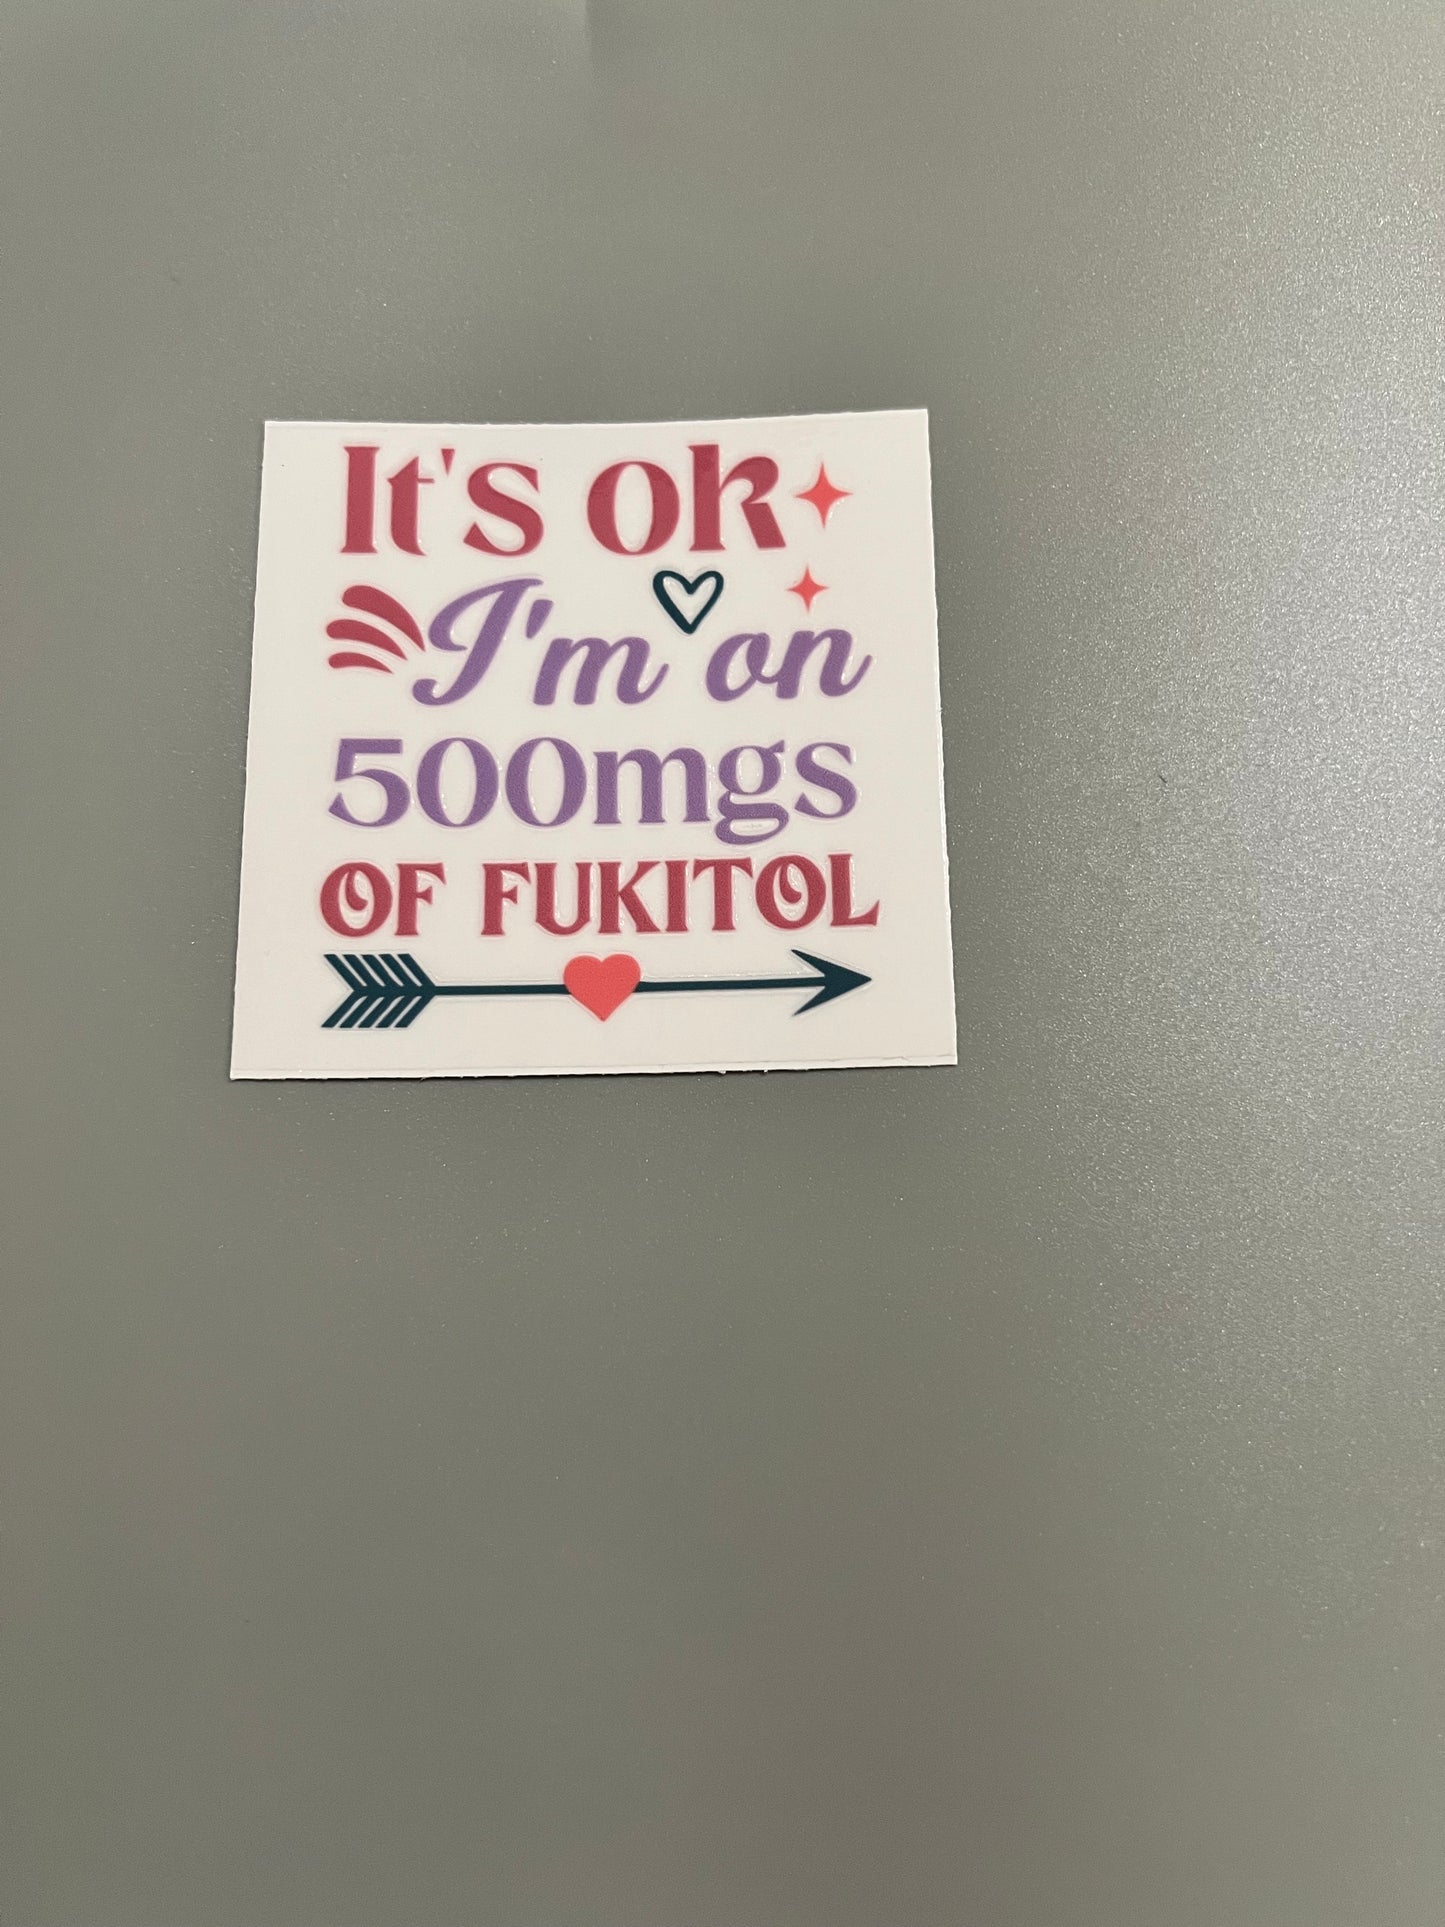 It's ok
I'm on
500mgs
OF FUKITOL